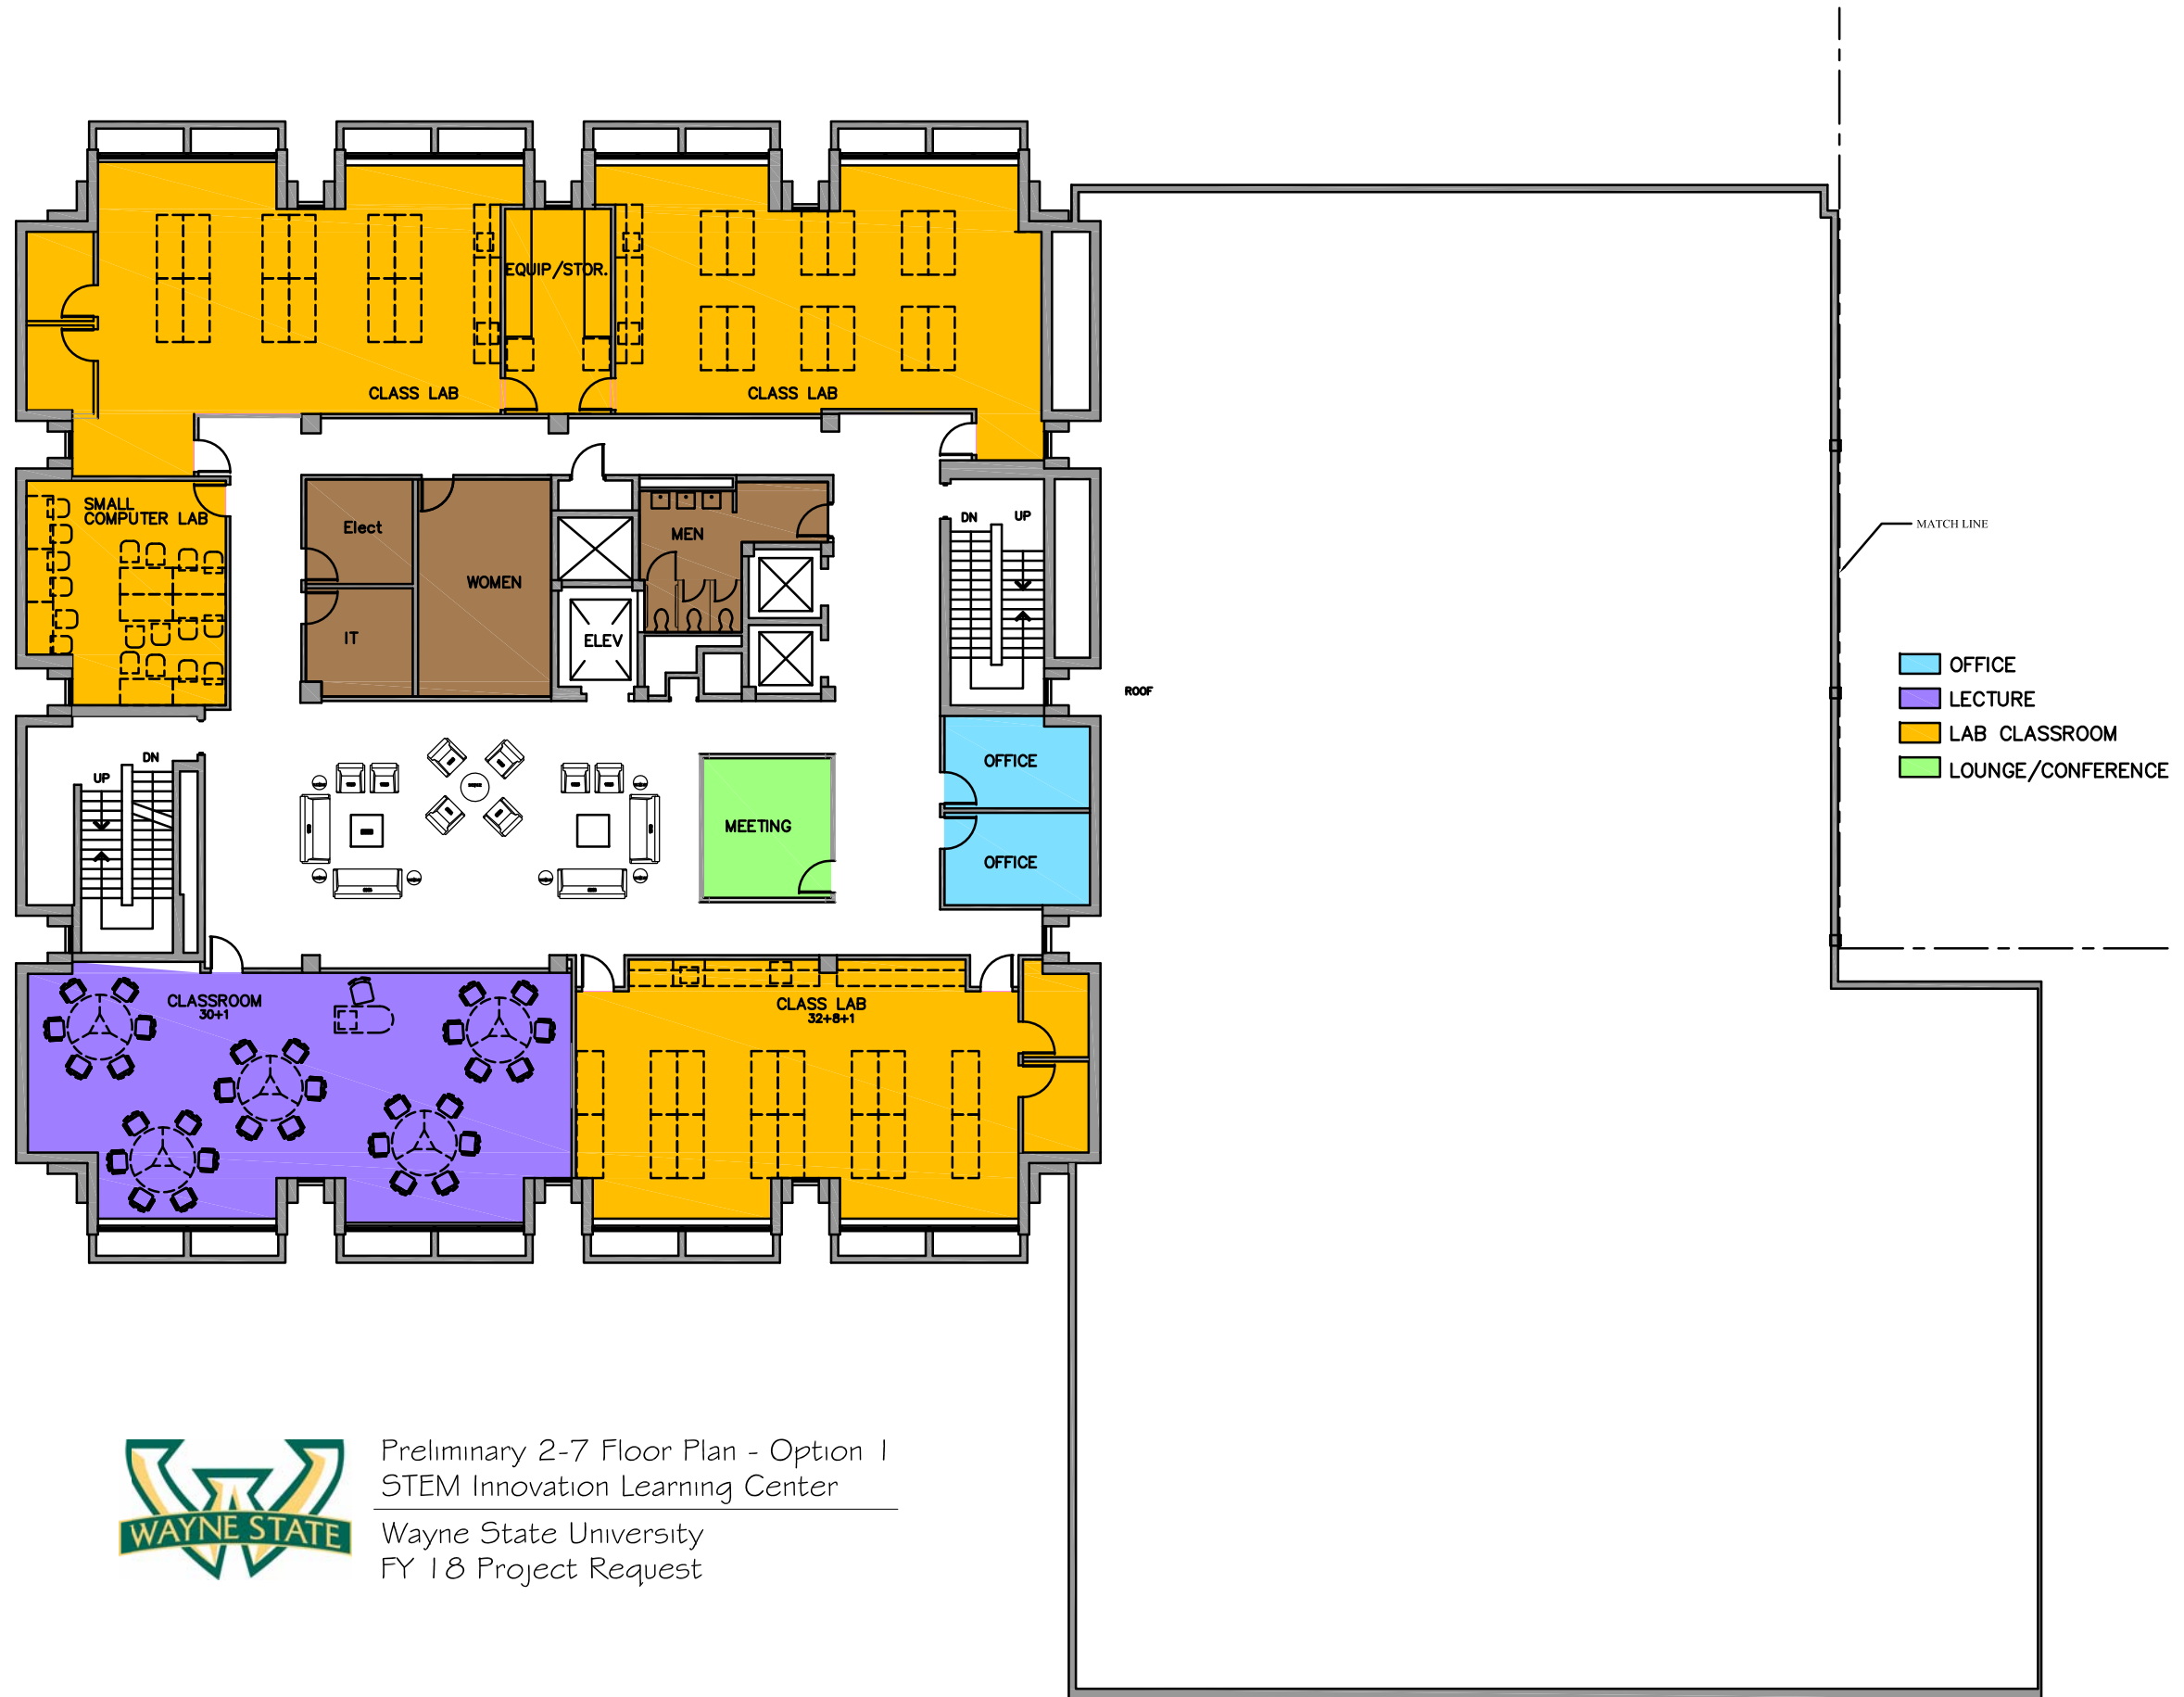 EQUIP/STOR.
CLASS LAB
CLASS LAB
SMALL
COMPUTER LAB
Elect
WOMEN
MEN
DN
UP
MATCH LINE
IT
ELEV
ROOF
OFFICE
LECTURE
LAB CLASSROOM
LOUNGE/CONFERENCE
DN
UP
OFFICE
MEETING
OFFICE
CLASSROOM
30+1
CLASS LAB
32+8+1
WAYNE STATE
Preliminary 2-7 Floor Plan - Option 1
STEM Innovation Learning Center
Wayne State University
FY 18 Project Request